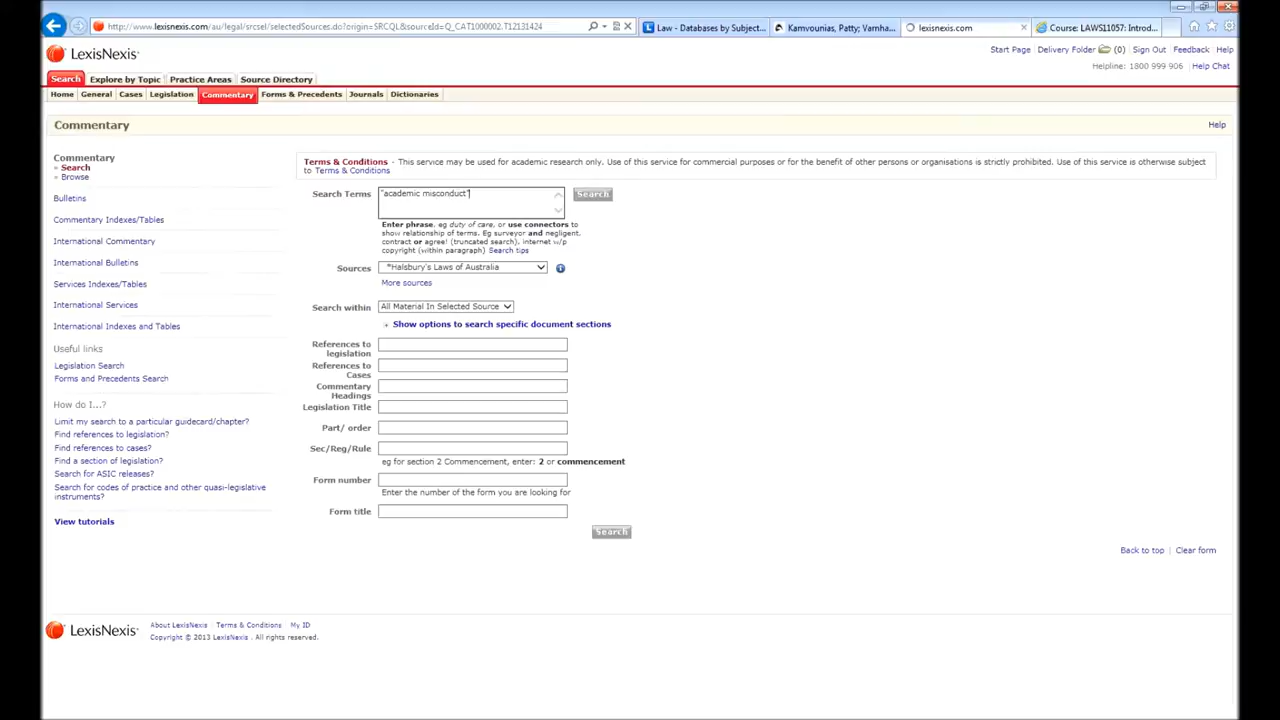 http://www.lexisnexis.com/au/legal/srcsel/selectedSources.do?origin=SRCQL&sourceId=Q_CAT1000002.T12131424
Law - Databases by Subject...
Kamvounias, Patty; Varnha...
lexisnexis.com
Course: LAWS11057: Introd...
LexisNexis®
Start Page | Delivery Folder (0) | Sign Out | Feedback | Help
Helpline: 1800 999 906 | Help Chat
Search
Explore by Topic
Practice Areas
Source Directory
Home
General
Cases
Legislation
Commentary
Forms & Precedents
Journals
Dictionaries
Commentary
Help
Commentary
Search
Browse
Bulletins
Commentary Indexes/Tables
International Commentary
International Bulletins
Services Indexes/Tables
International Services
International Indexes and Tables
Useful links
Legislation Search
Forms and Precedents Search
How do I...?
Limit my search to a particular guidecard/chapter?
Find references to legislation?
Find references to cases?
Find a section of legislation?
Search for ASIC releases?
Search for codes of practice and other quasi-legislative
instruments?
View tutorials
Terms & Conditions - This service may be used for academic research only. Use of this service for commercial purposes or for the benefit of other persons or organisations is strictly prohibited. Use of this service is otherwise subject
to Terms & Conditions
Search Terms
"academic misconduct"
Search
Enter phrase, eg duty of care, or use connectors to
show relationship of terms. Eg surveyor and negligent,
contract or agree! (truncated search), internet w/p
copyright (within paragraph) Search tips
Sources
*Halsbury's Laws of Australia
More sources
Search within
All Material In Selected Source
Show options to search specific document sections
References to
legislation
References to
Cases
Commentary
Headings
Legislation Title
Part/ order
Sec/Reg/Rule
eg for section 2 Commencement, enter: 2 or commencement
Form number
Enter the number of the form you are looking for
Form title
Search
Back to top | Clear form
LexisNexis®
About LexisNexis | Terms & Conditions | My ID
Copyright © 2013 LexisNexis . All rights reserved.